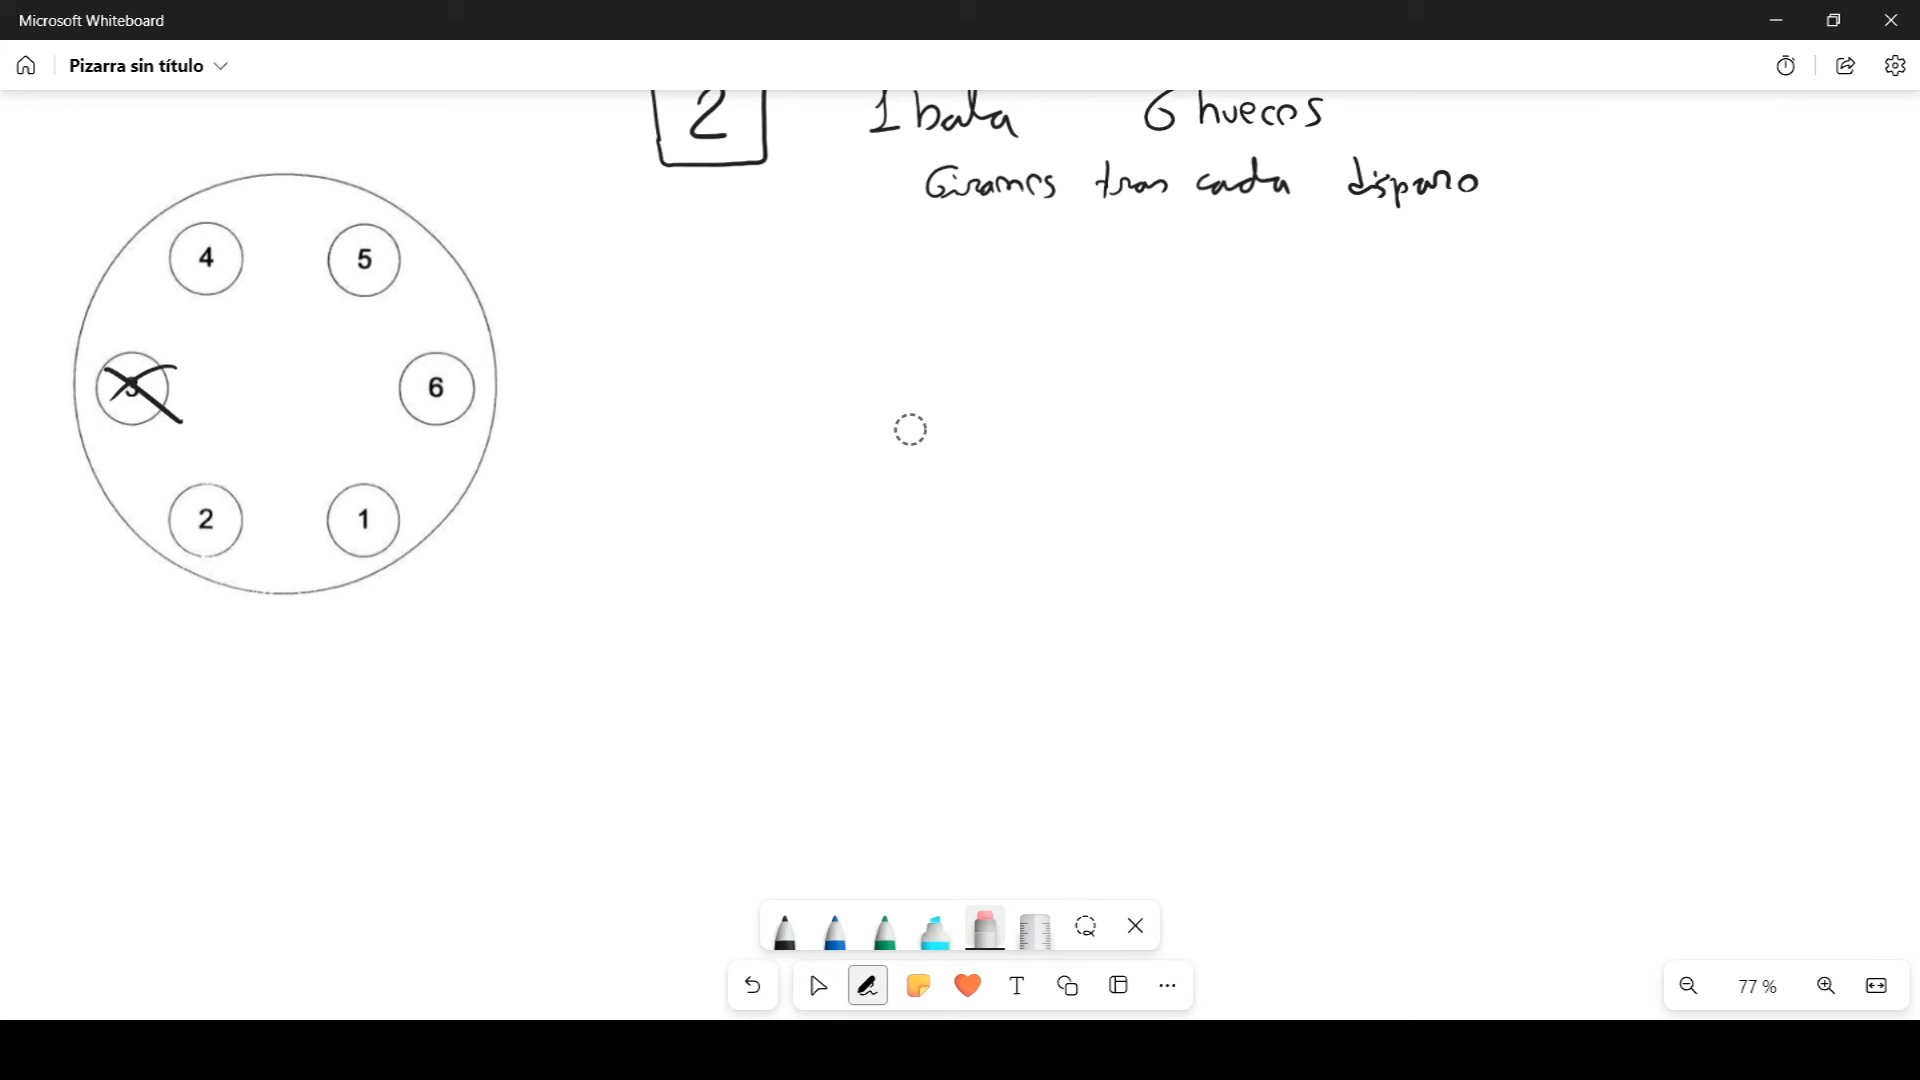 Microsoft Whiteboard
Pizarra sin título
2 1 bala 6 huecos
Giramos tras cada disparo
4 5
3 6
2 1
77 %